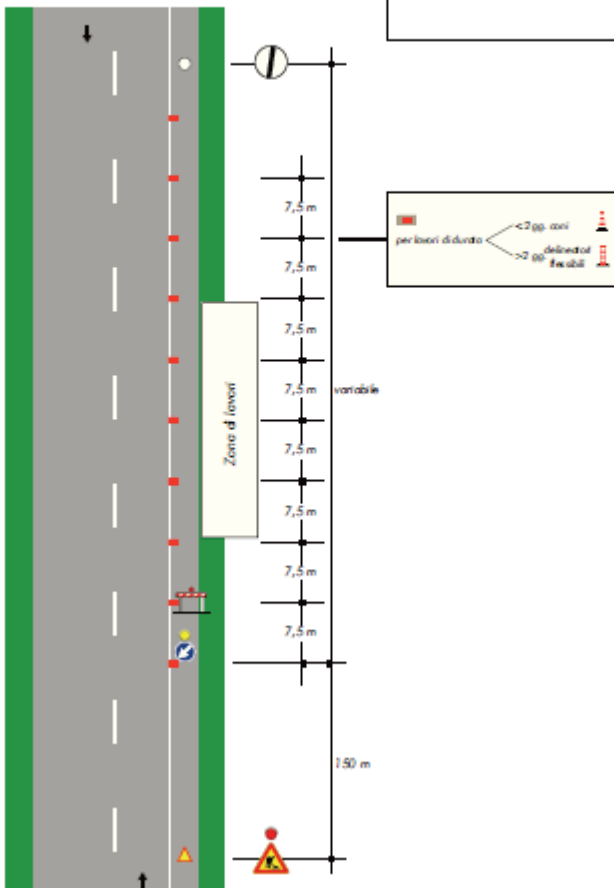 7,5 m
7,5 m
7,5 m
7,5 m
7,5 m
7,5 m
7,5 m
7,5 m
variabile
150 m
Zona di lavori
per lavori di durata
<2 gg. coni
>2 gg. delineatori
flessibili